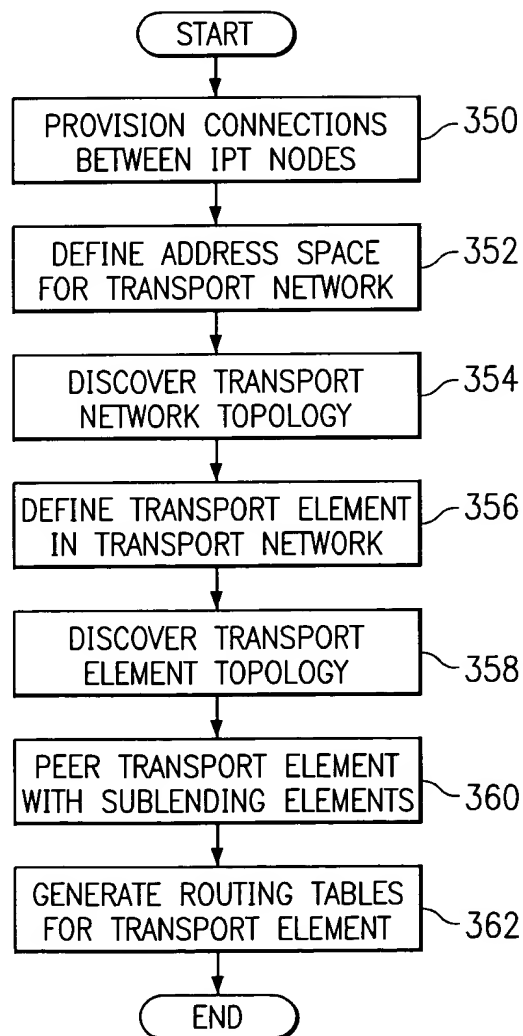 START
PROVISION CONNECTIONS
BETWEEN IPT NODES
350
DEFINE ADDRESS SPACE
FOR TRANSPORT NETWORK
352
DISCOVER TRANSPORT
NETWORK TOPOLOGY
354
DEFINE TRANSPORT ELEMENT
IN TRANSPORT NETWORK
356
DISCOVER TRANSPORT
ELEMENT TOPOLOGY
358
PEER TRANSPORT ELEMENT
WITH SUBLENDING ELEMENTS
360
GENERATE ROUTING TABLES
FOR TRANSPORT ELEMENT
362
END